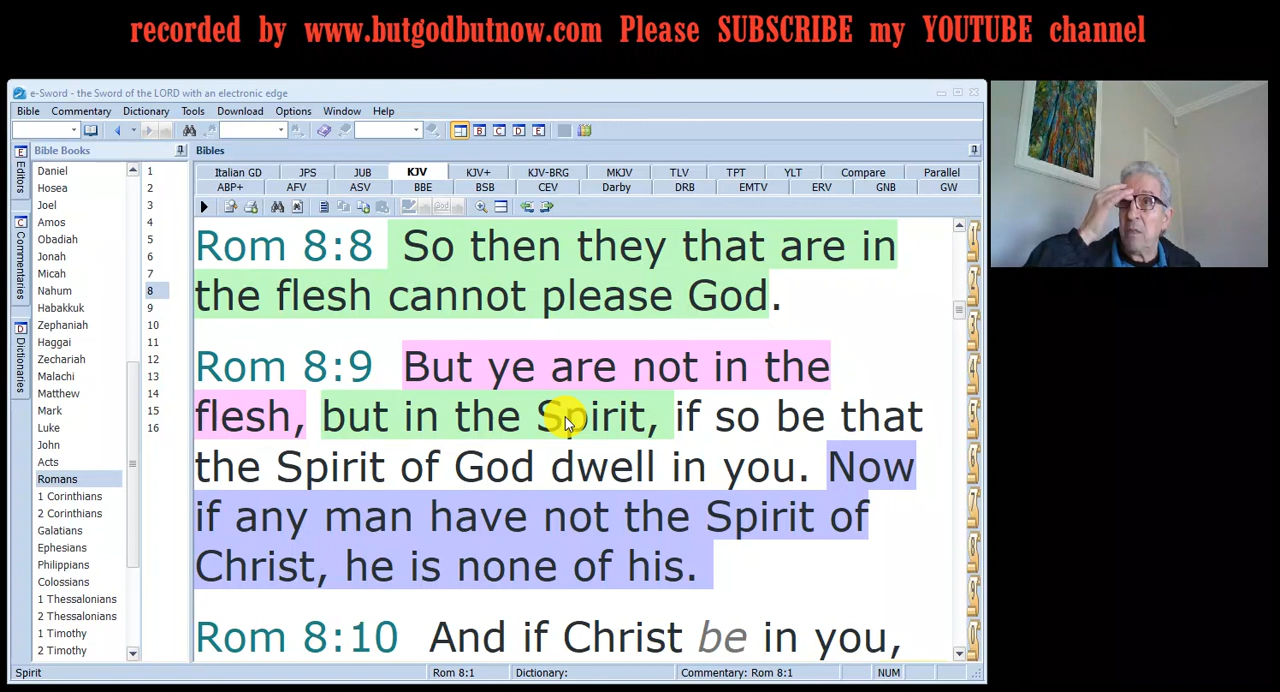 recorded by www.butgodbutnow.com Please SUBSCRIBE my YOUTUBE channel
e-Sword - the Sword of the LORD with an electronic edge
Bible Commentary Dictionary Tools Download Options Window Help
Bible Books
Bibles
Editors
Commentaries
Dictionaries
Daniel 1
Hosea 2
Joel 3
Amos 4
Obadiah 5
Jonah 6
Micah 7
Nahum 8
Habakkuk 9
Zephaniah 10
Haggai 11
Zechariah 12
Malachi 13
Matthew 14
Mark 15
Luke 16
John
Acts
Romans
1 Corinthians
2 Corinthians
Galatians
Ephesians
Philippians
Colossians
1 Thessalonians
2 Thessalonians
1 Timothy
2 Timothy
Italian GD JPS JUB KJV KJV+ KJV-BRG MKJV TLV TPT YLT Compare Parallel
ABP+ AFV ASV BBE BSB CEV Darby DRB EMTV ERV GNB GW
Rom 8:8 So then they that are in
the flesh cannot please God.
Rom 8:9 But ye are not in the
flesh, but in the Spirit, if so be that
the Spirit of God dwell in you. Now
if any man have not the Spirit of
Christ, he is none of his.
Rom 8:10 And if Christ be in you,
Spirit Rom 8:1 Dictionary: Commentary: Rom 8:1 NUM